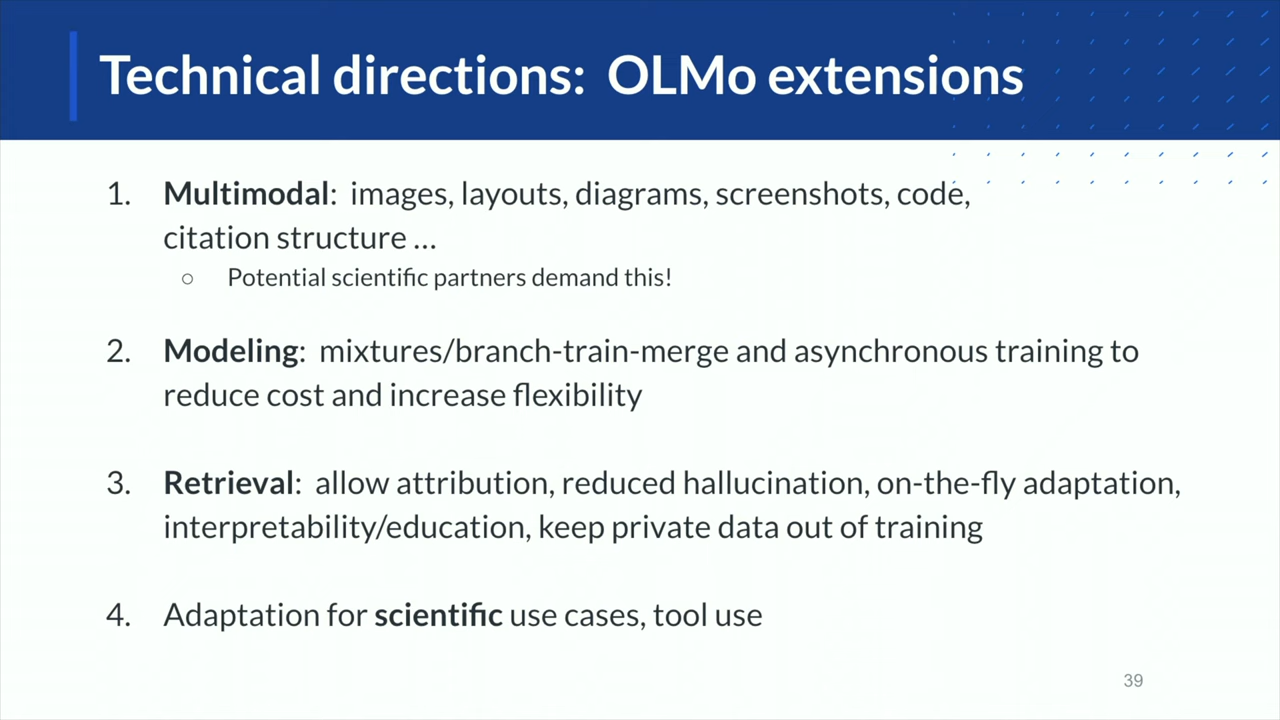 Technical directions: OLMo extensions
1. Multimodal: images, layouts, diagrams, screenshots, code,
citation structure ...
○ Potential scientific partners demand this!
2. Modeling: mixtures/branch-train-merge and asynchronous training to
reduce cost and increase flexibility
3. Retrieval: allow attribution, reduced hallucination, on-the-fly adaptation,
interpretability/education, keep private data out of training
4. Adaptation for scientific use cases, tool use
39